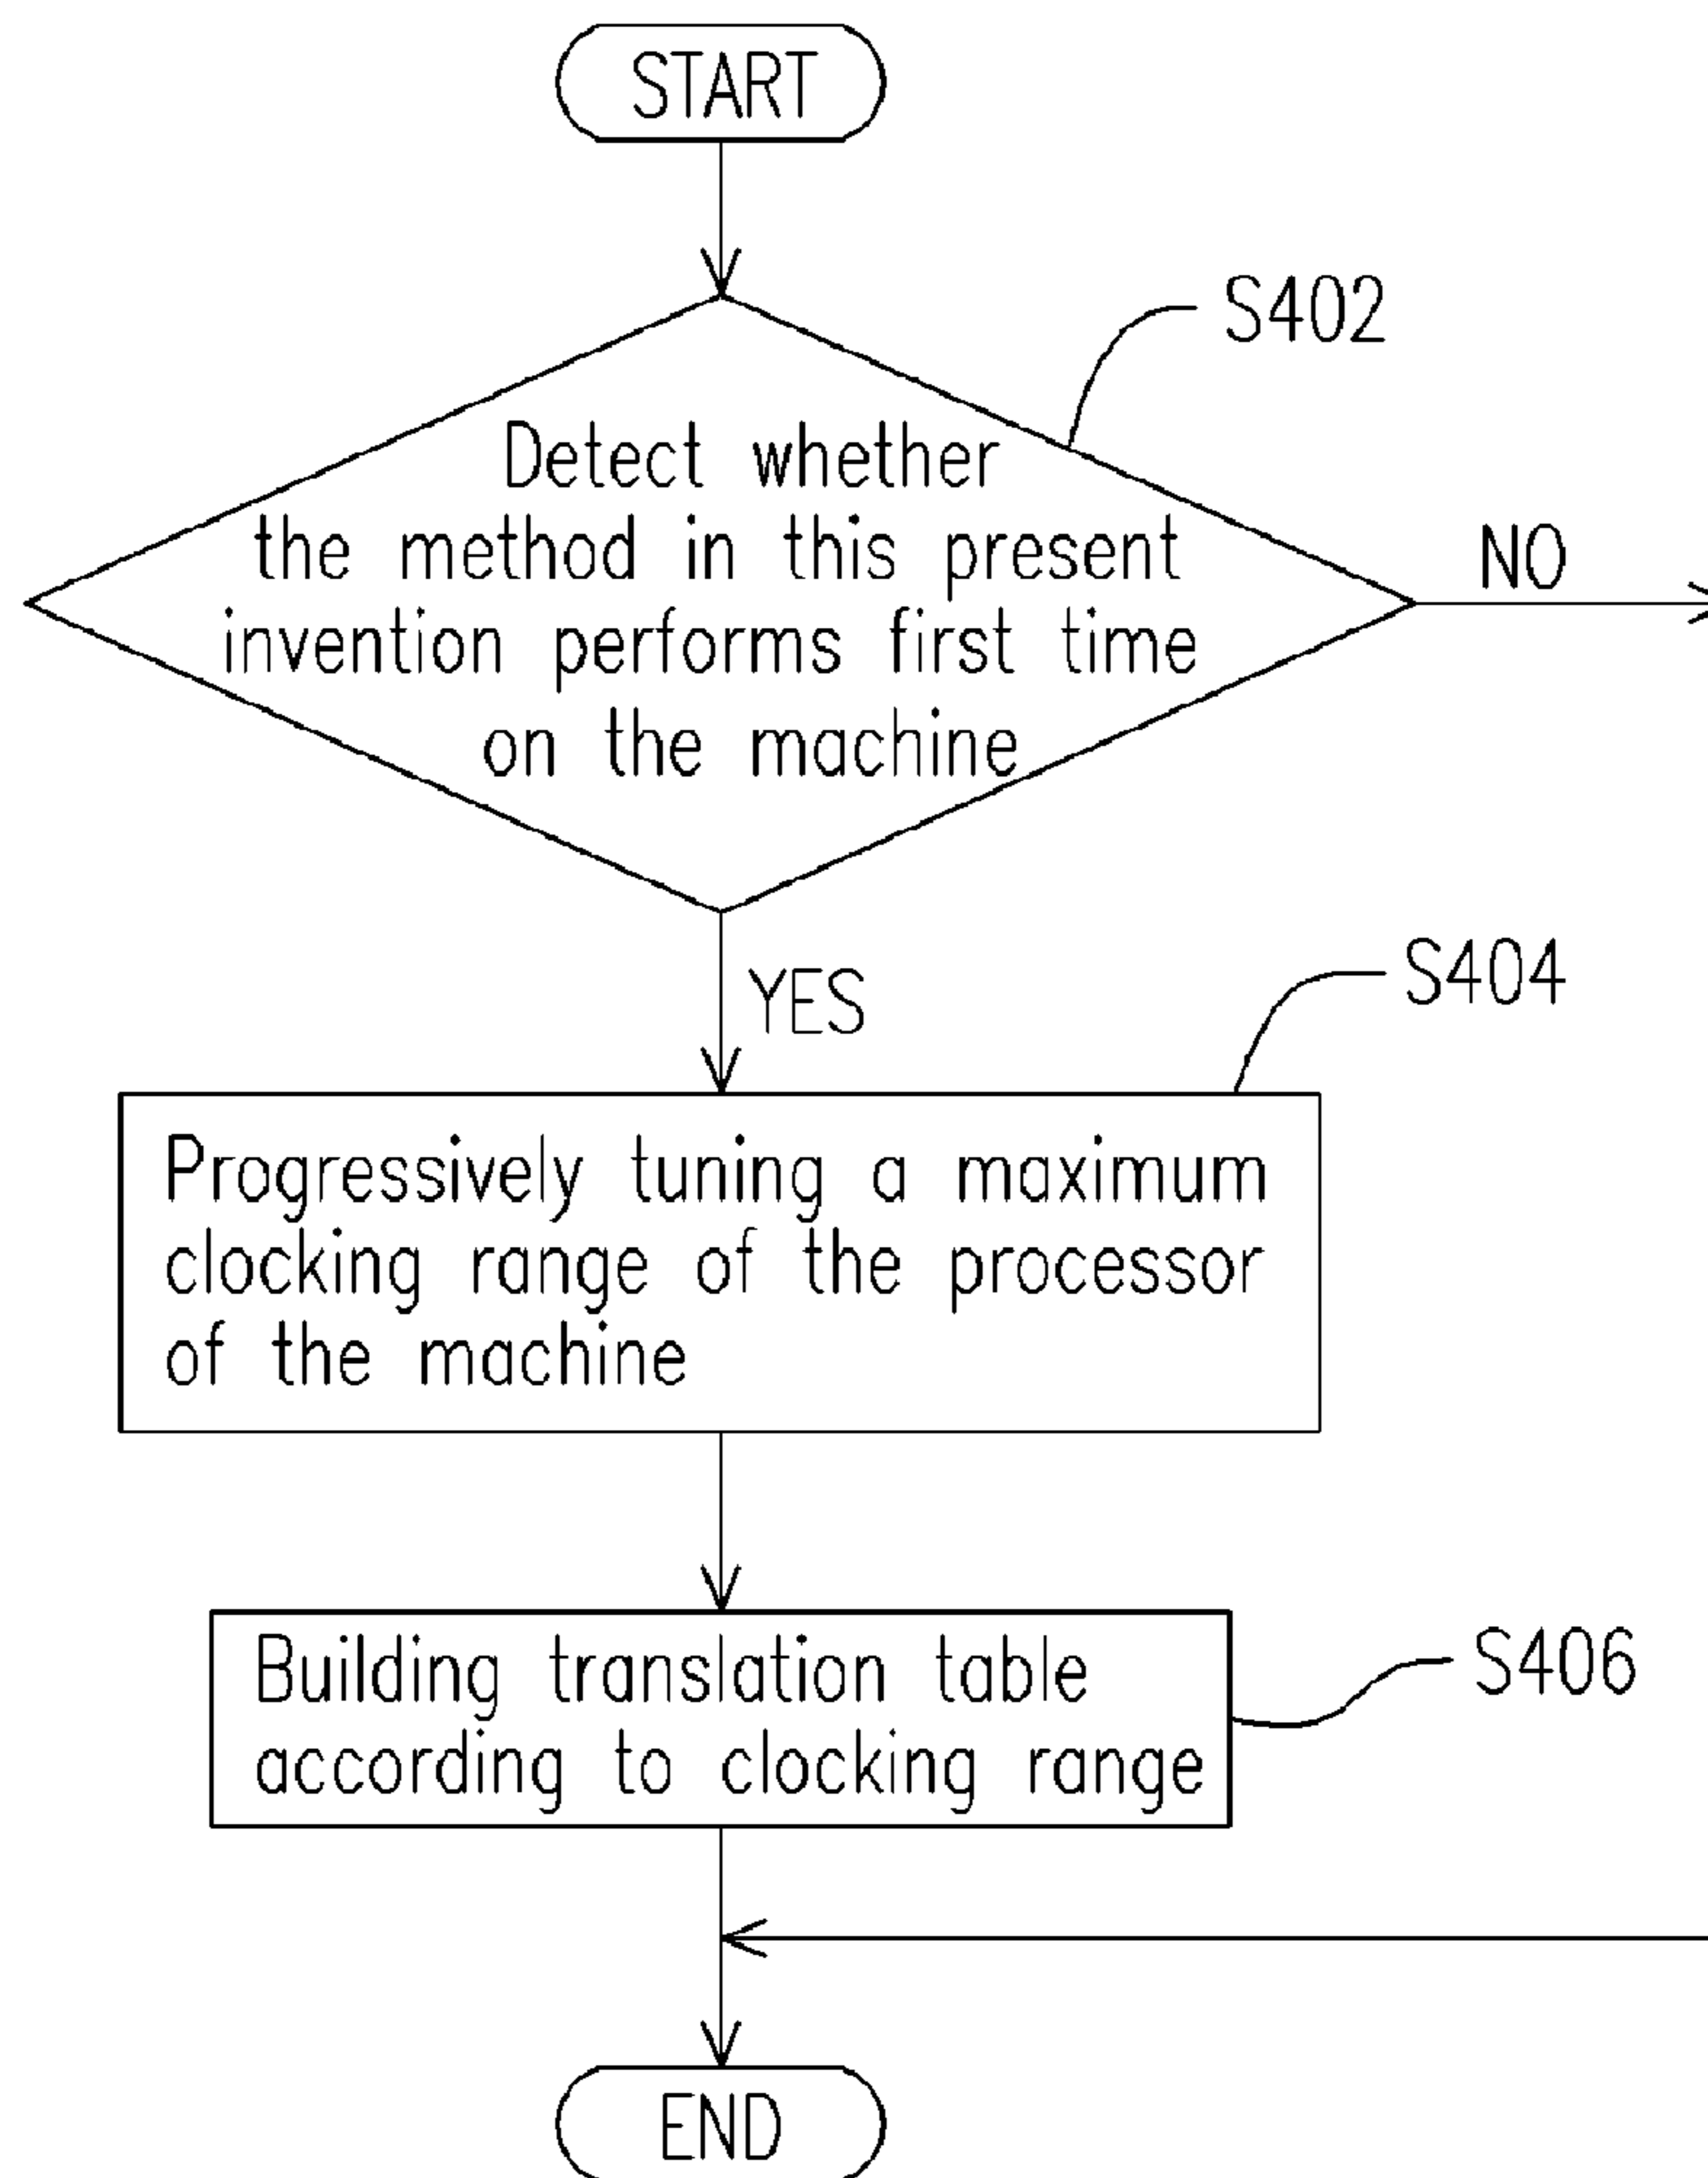 START
S402
Detect whether
the method in this present
invention performs first time
on the machine
NO
YES
S404
Progressively tuning a maximum
clocking range of the processor
of the machine
Building translation table
according to clocking range
S406
END